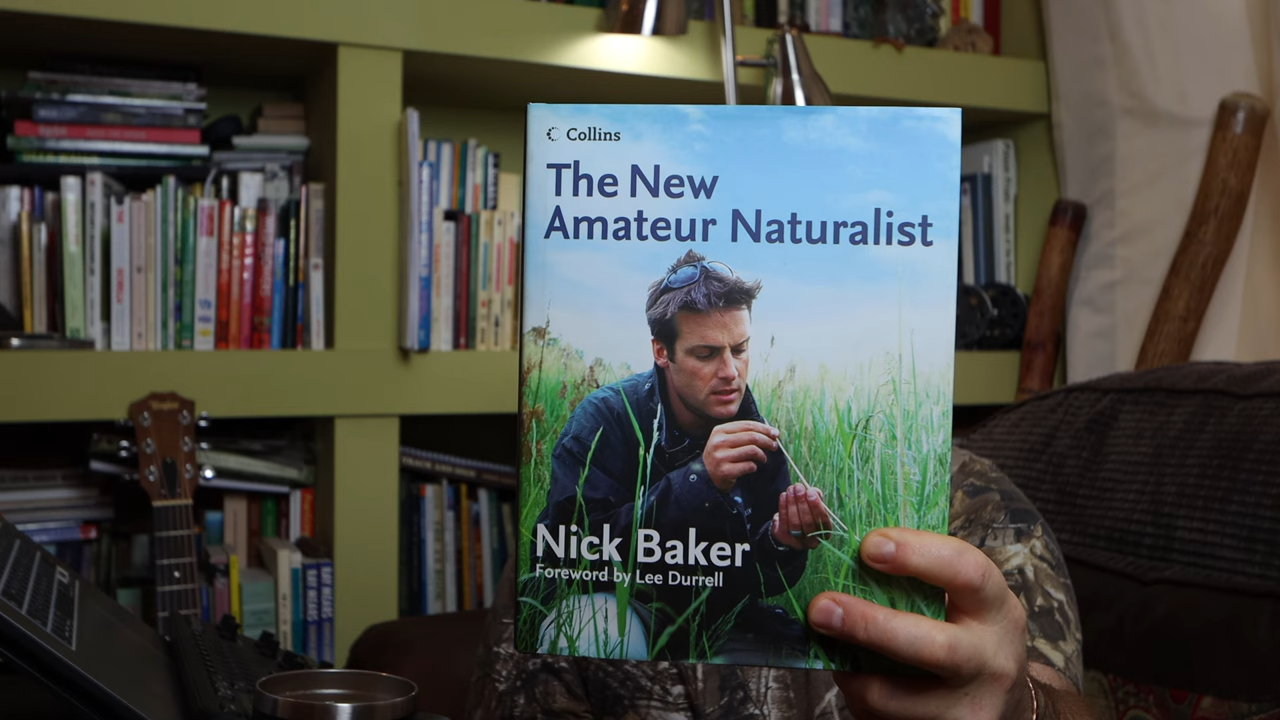 Collins
The New
Amateur Naturalist
Nick Baker
Foreword by Lee Durrell